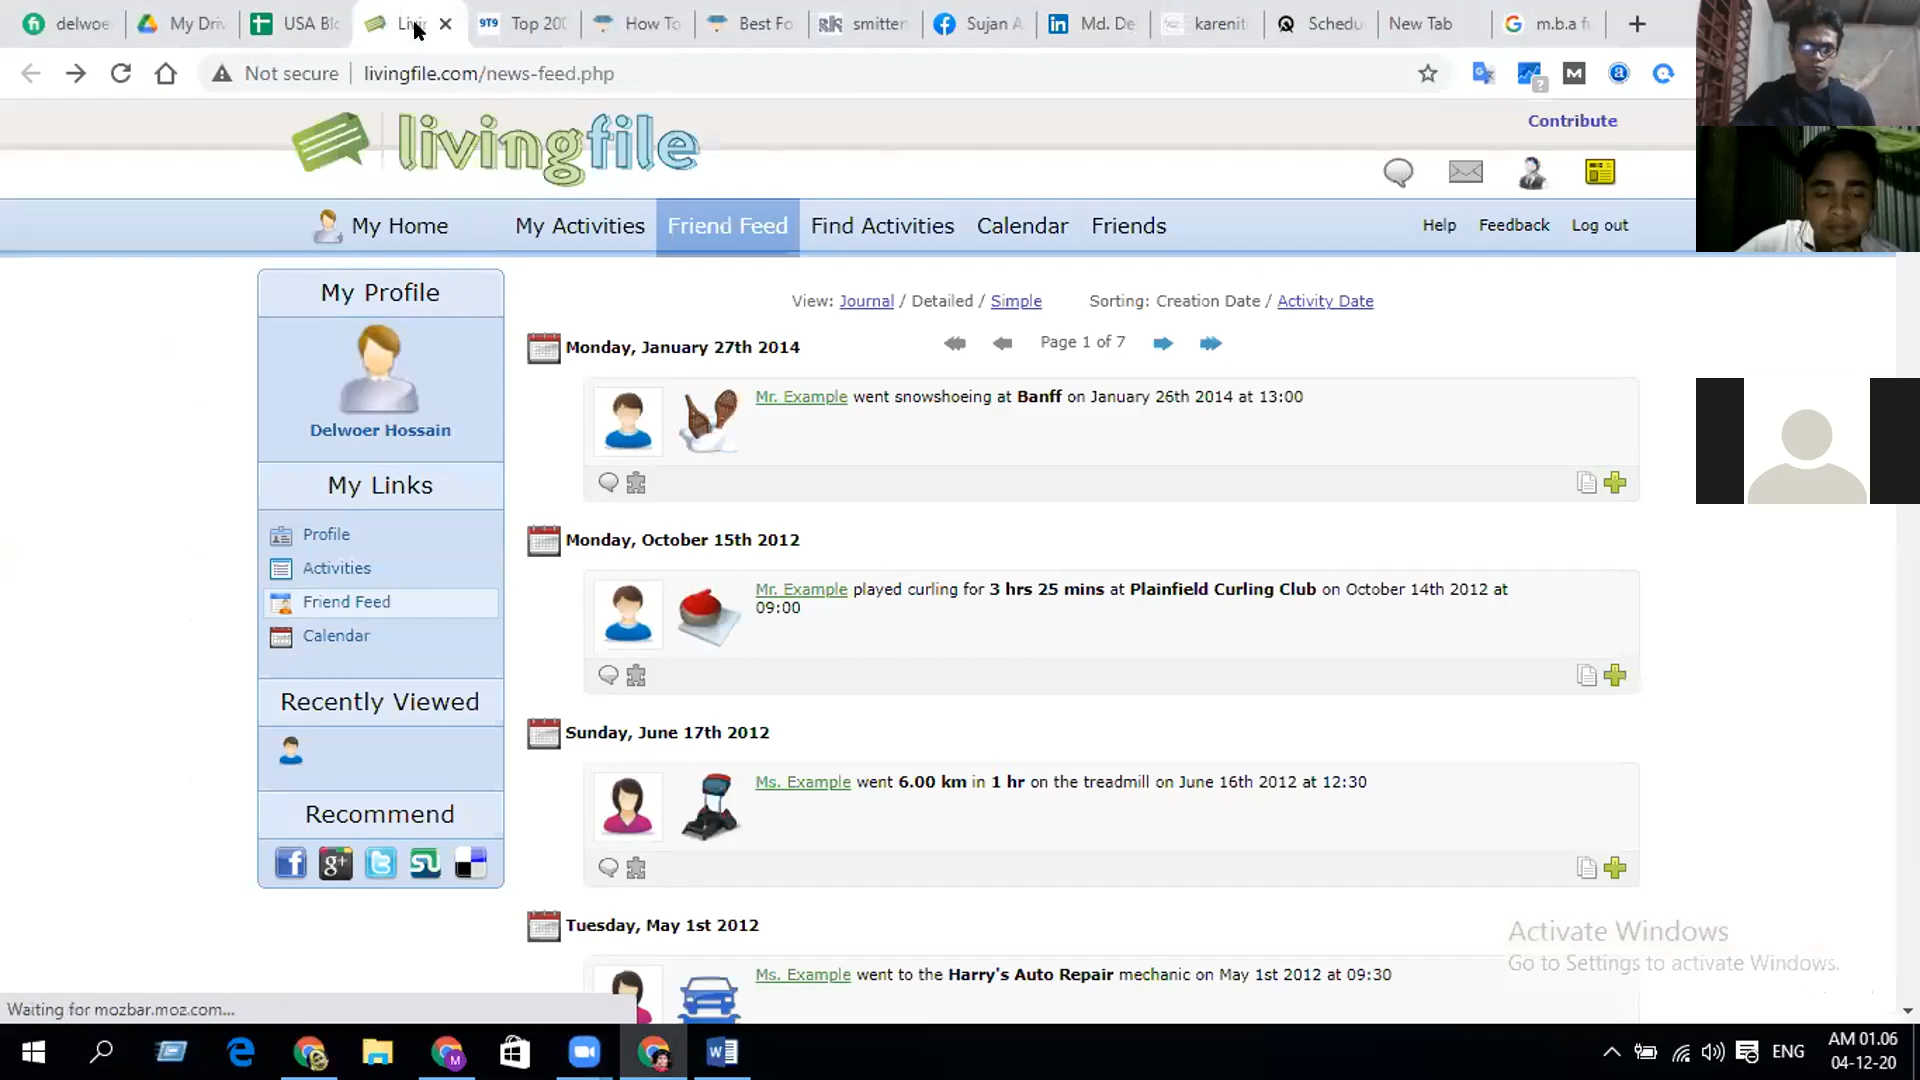 delwoe
My Driv
USA Blo
Livin
9T9
Top 200
How To
Best Fo
smitten
Sujan A
Md. De
karenit
Schedu
New Tab
m.b.a f
Not secure
livingfile.com/news-feed.php
livingfile
Contribute
My Home
My Activities
Friend Feed
Find Activities
Calendar
Friends
Help
Feedback
Log out
My Profile
Delwoer Hossain
My Links
Profile
Activities
Friend Feed
Calendar
Recently Viewed
Recommend
View: Journal / Detailed / Simple
Sorting: Creation Date / Activity Date
Page 1 of 7
Monday, January 27th 2014
Mr. Example went snowshoeing at Banff on January 26th 2014 at 13:00
Monday, October 15th 2012
Mr. Example played curling for 3 hrs 25 mins at Plainfield Curling Club on October 14th 2012 at
09:00
Sunday, June 17th 2012
Ms. Example went 6.00 km in 1 hr on the treadmill on June 16th 2012 at 12:30
Tuesday, May 1st 2012
Ms. Example went to the Harry's Auto Repair mechanic on May 1st 2012 at 09:30
Activate Windows
Go to Settings to activate Windows.
Waiting for mozbar.moz.com...
ENG
AM 01.06
04-12-20